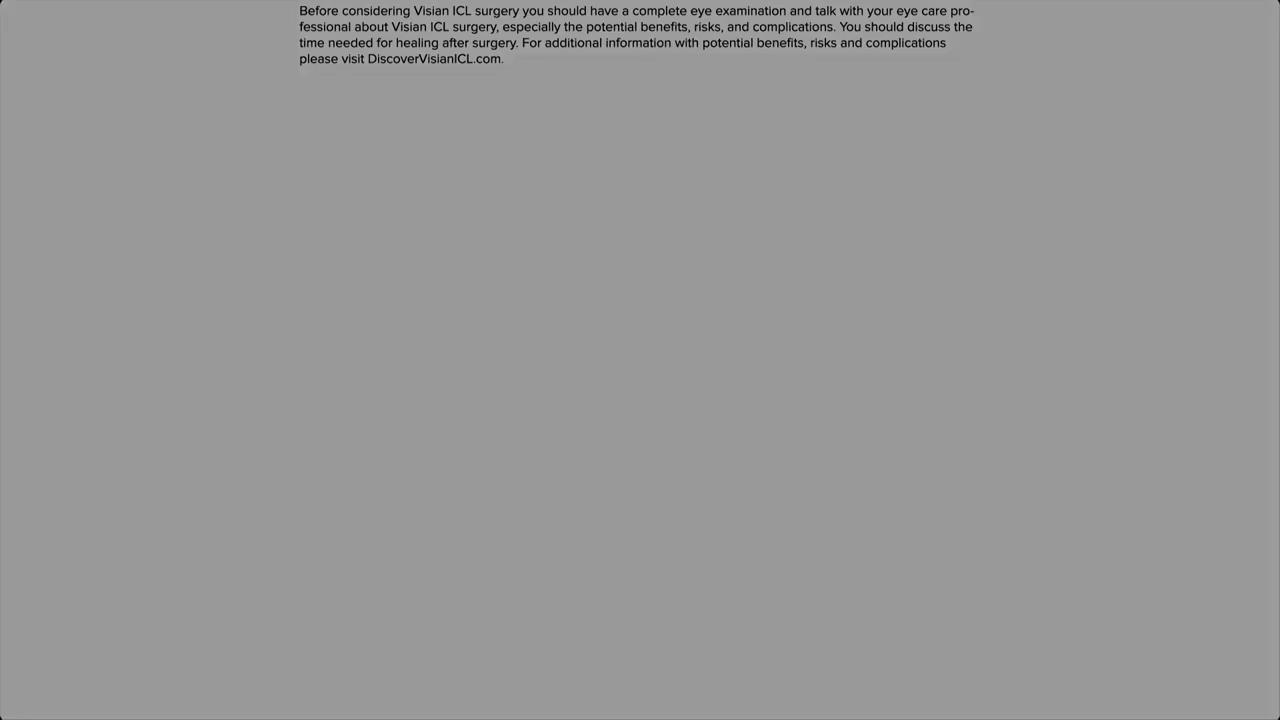 Before considering Visian ICL surgery you should have a complete eye examination and talk with your eye care pro-
fessional about Visian ICL surgery, especially the potential benefits, risks, and complications. You should discuss the
time needed for healing after surgery. For additional information with potential benefits, risks and complications
please visit DiscoverVisianICL.com.